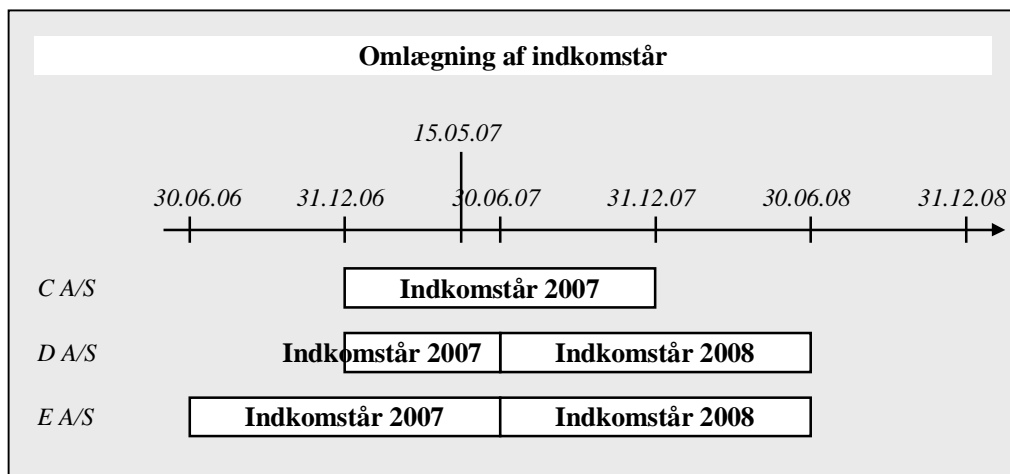 Omlægning af indkomstår
15.05.07
30.06.06 31.12.06 30.06.07 31.12.07 30.06.08 31.12.08
C A/S Indkomstår 2007
D A/S Indkomstår 2007 Indkomstår 2008
E A/S Indkomstår 2007 Indkomstår 2008